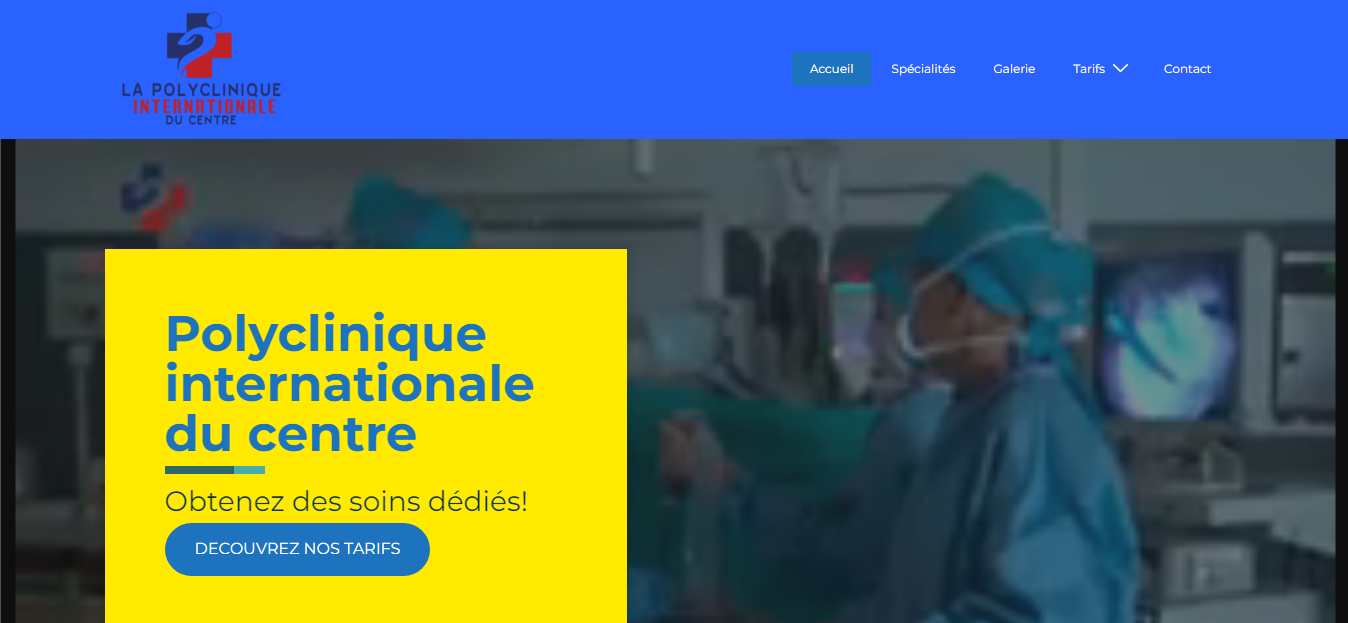 LA POLYCLINIQUE
INTERNATIONALE
DU CENTRE
Accueil
Spécialités
Galerie
Tarifs
Contact
Polyclinique
internationale
du centre
Obtenez des soins dédiés!
DECOUVREZ NOS TARIFS